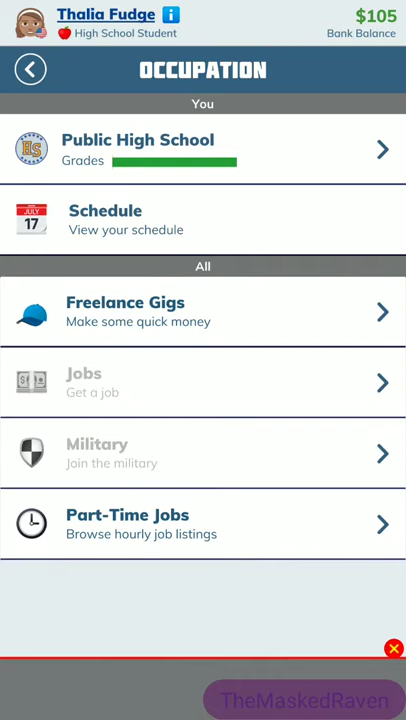 Thalia Fudge
$105
High School Student
Bank Balance
OCCUPATION
You
HS
Public High School
Grades
JULY
17
Schedule
View your schedule
All
Freelance Gigs
Make some quick money
Jobs
Get a job
Military
Join the military
Part-Time Jobs
Browse hourly job listings
TheMaskedRaven